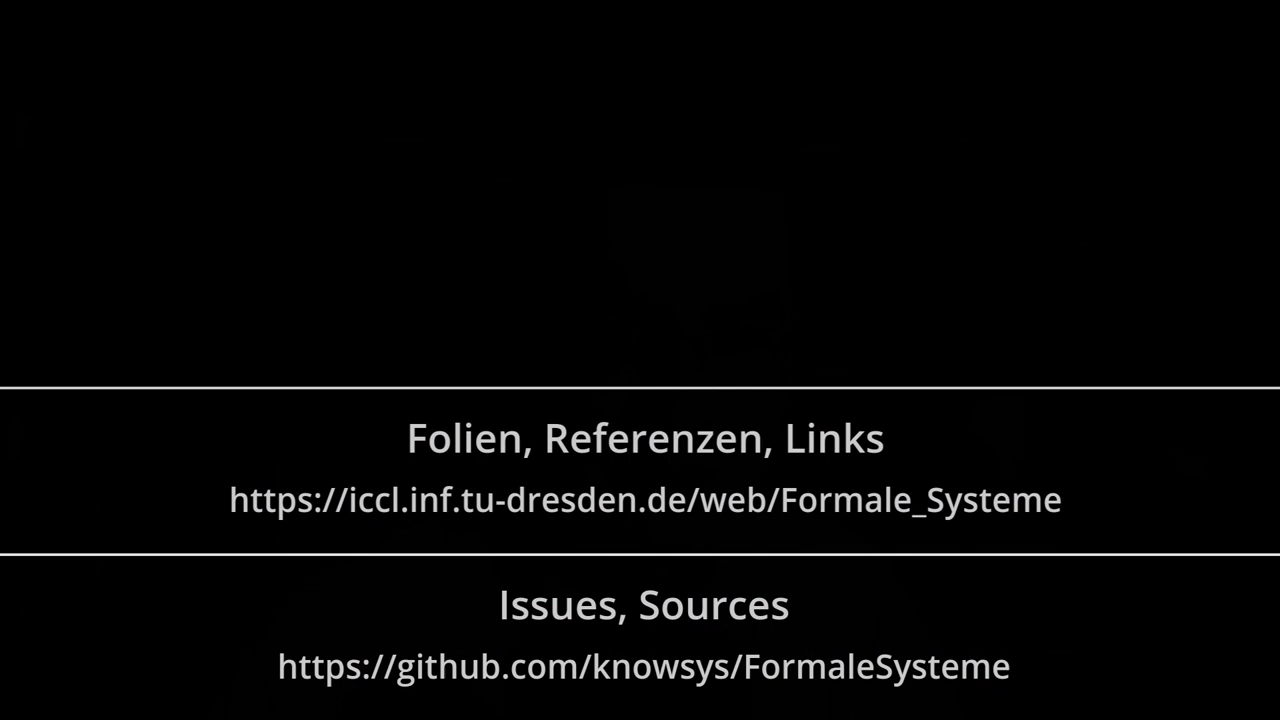 Folien, Referenzen, Links
https://iccl.inf.tu-dresden.de/web/Formale_Systeme
Issues, Sources
https://github.com/knowsys/FormaleSysteme